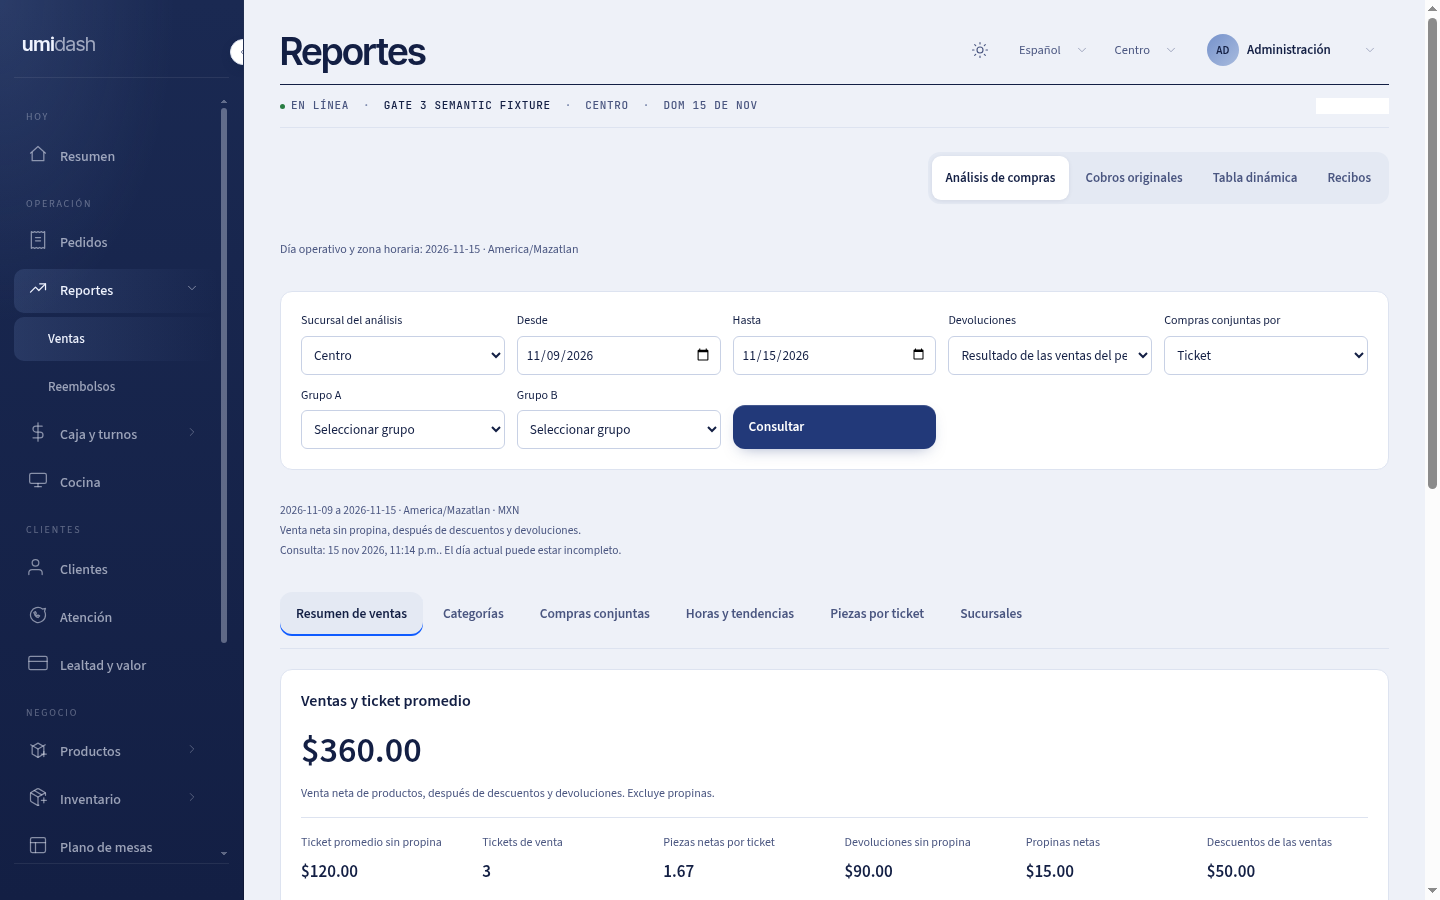 umidash
HOY
Resumen
OPERACIÓN
Pedidos
Reportes
Ventas
Reembolsos
Caja y turnos
Cocina
CLIENTES
Clientes
Atención
Lealtad y valor
NEGOCIO
Productos
Inventario
Plano de mesas
Reportes
Español
Centro
AD Administración
EN LÍNEA · GATE 3 SEMANTIC FIXTURE · CENTRO · DOM 15 DE NOV
Análisis de compras Cobros originales Tabla dinámica Recibos
Día operativo y zona horaria: 2026-11-15 · America/Mazatlan
Sucursal del análisis Desde Hasta Devoluciones Compras conjuntas por
Centro 11/09/2026 11/15/2026 Resultado de las ventas del pe Ticket
Grupo A Grupo B
Seleccionar grupo Seleccionar grupo Consultar
2026-11-09 a 2026-11-15 · America/Mazatlan · MXN
Venta neta sin propina, después de descuentos y devoluciones.
Consulta: 15 nov 2026, 11:14 p.m.. El día actual puede estar incompleto.
Resumen de ventas Categorías Compras conjuntas Horas y tendencias Piezas por ticket Sucursales
Ventas y ticket promedio
$360.00
Venta neta de productos, después de descuentos y devoluciones. Excluye propinas.
Ticket promedio sin propina Tickets de venta Piezas netas por ticket Devoluciones sin propina Propinas netas Descuentos de las ventas
$120.00 3 1.67 $90.00 $15.00 $50.00